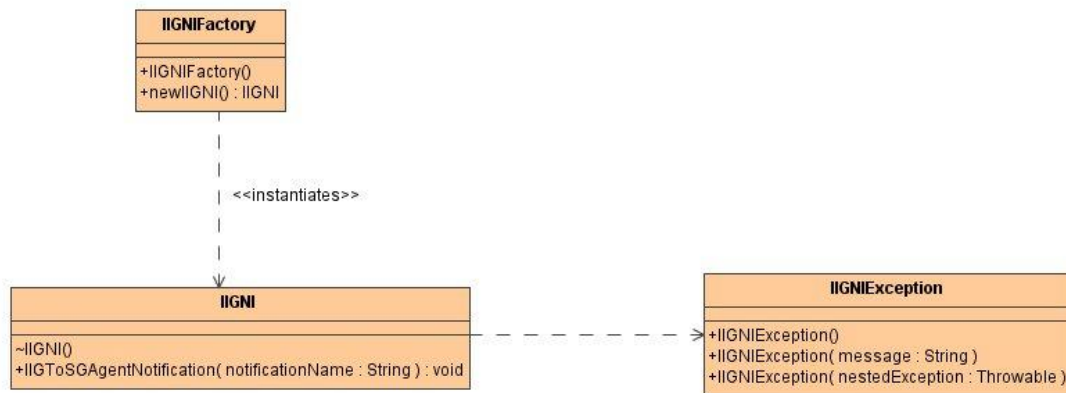 IIGNIFactory
+IIGNIFactory()
+newIIGNI() : IIGNI
<<instantiates>>
IIGNI
~IIGNI()
+IIGToSGAgentNotification( notificationName : String ) : void
IIGNIException
+IIGNIException()
+IIGNIException( message : String )
+IIGNIException( nestedException : Throwable )